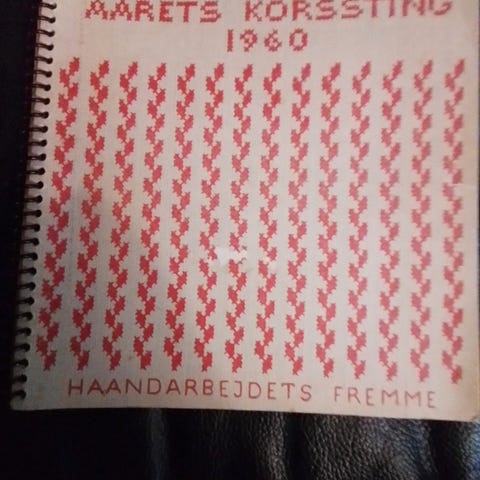 AARETS KORSSTING
1960
HAANDARBEJDETS FREMME